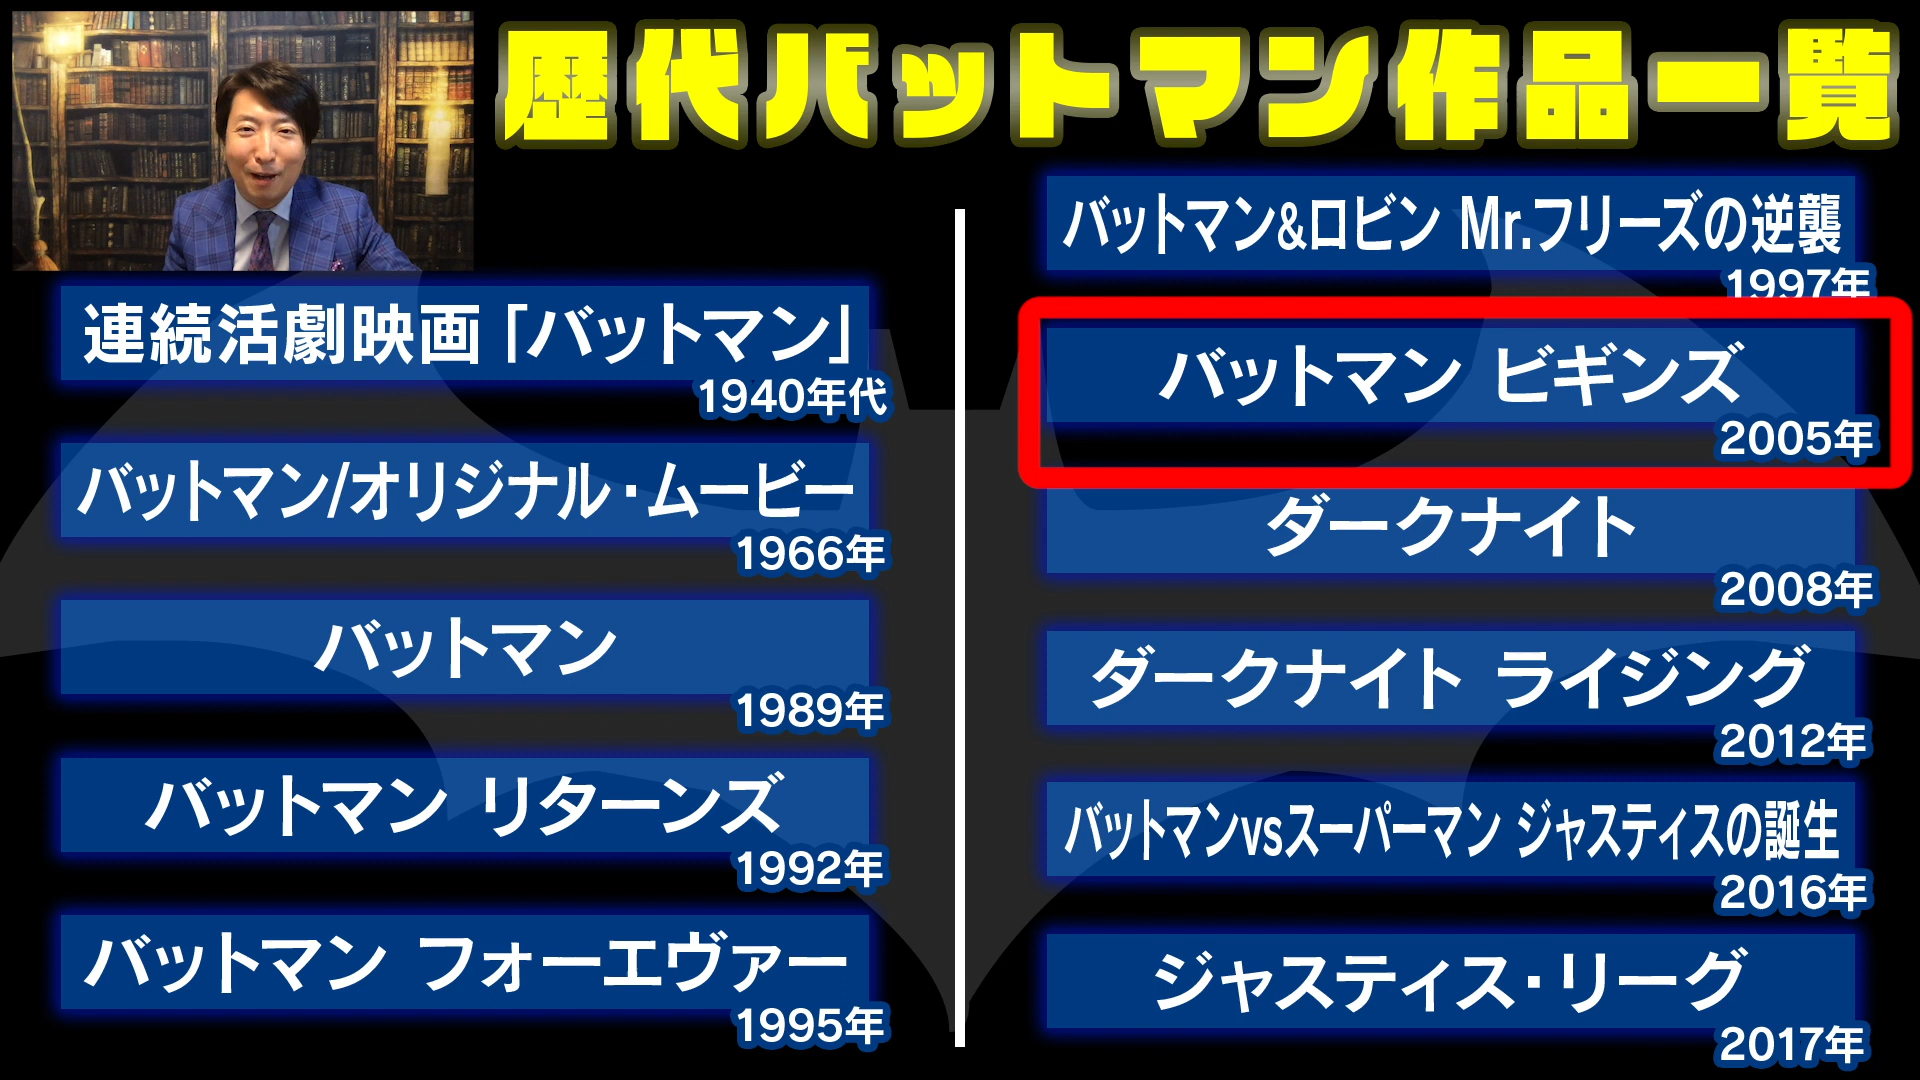 歴代バットマン作品一覧
連続活劇映画「バットマン」
1940年代
バットマン/オリジナル・ムービー
1966年
バットマン
1989年
バットマン リターンズ
1992年
バットマン フォーエヴァー
1995年
バットマン&ロビン Mr.フリーズの逆襲
1997年
バットマン ビギンズ
2005年
ダークナイト
2008年
ダークナイト ライジング
2012年
バットマンvsスーパーマン ジャスティスの誕生
2016年
ジャスティス・リーグ
2017年